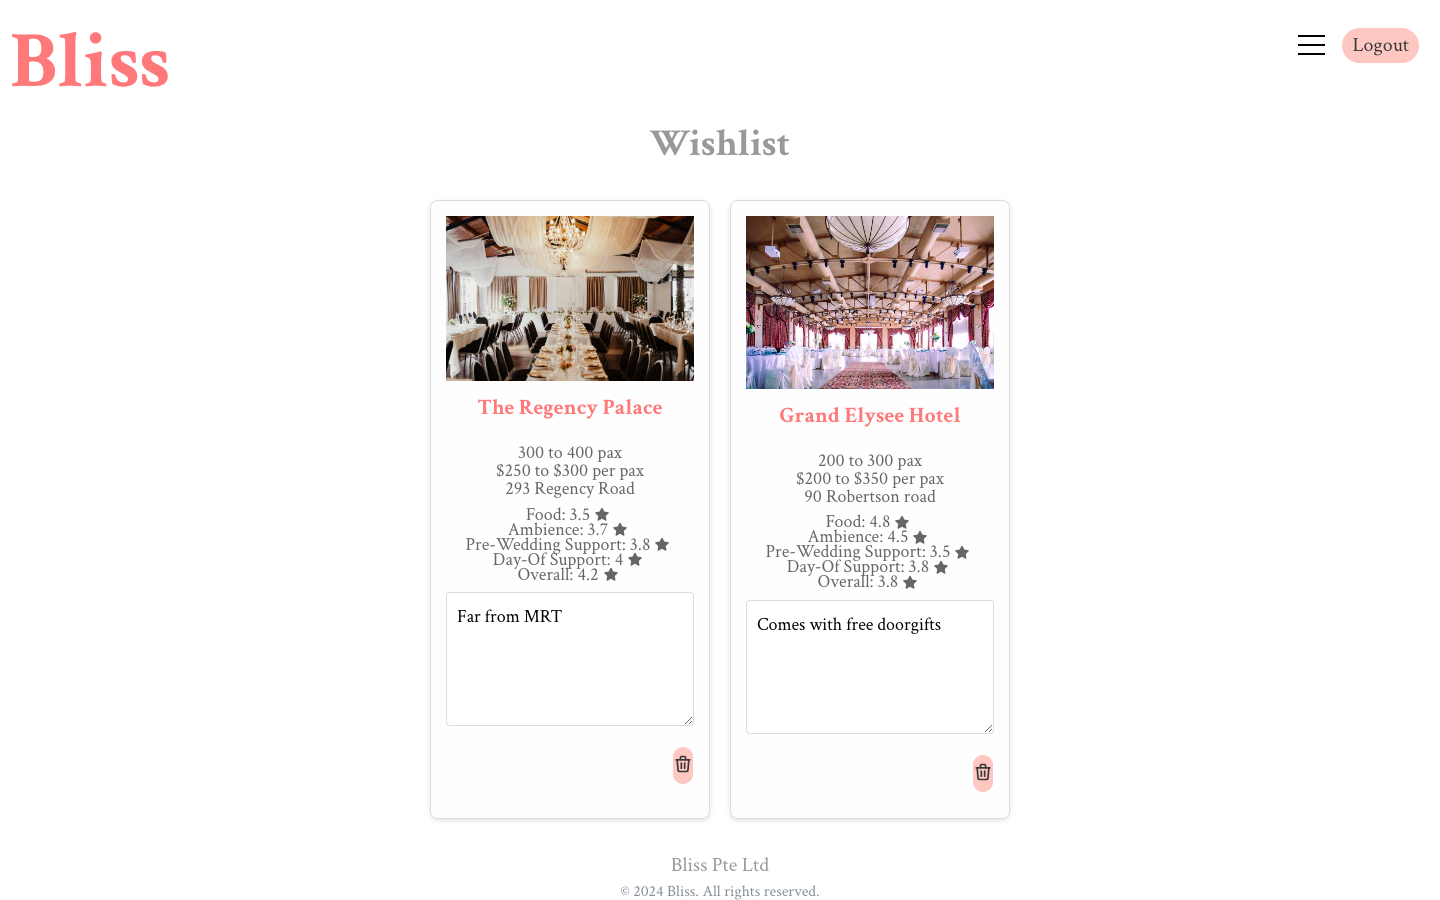 Bliss
Logout
Wishlist
The Regency Palace
300 to 400 pax
$250 to $300 per pax
293 Regency Road
Food: 3.5
Ambience: 3.7
Pre-Wedding Support: 3.8
Day-Of Support: 4
Overall: 4.2
Far from MRT
Grand Elysee Hotel
200 to 300 pax
$200 to $350 per pax
90 Robertson road
Food: 4.8
Ambience: 4.5
Pre-Wedding Support: 3.5
Day-Of Support: 3.8
Overall: 3.8
Comes with free doorgifts
Bliss Pte Ltd
© 2024 Bliss. All rights reserved.